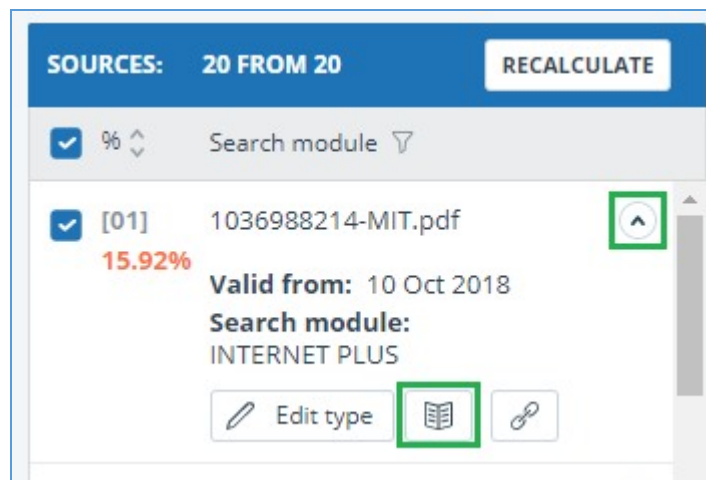 SOURCES: 20 FROM 20 RECALCULATE
% Search module
[01] 1036988214-MIT.pdf
15.92%
Valid from: 10 Oct 2018
Search module:
INTERNET PLUS
Edit type